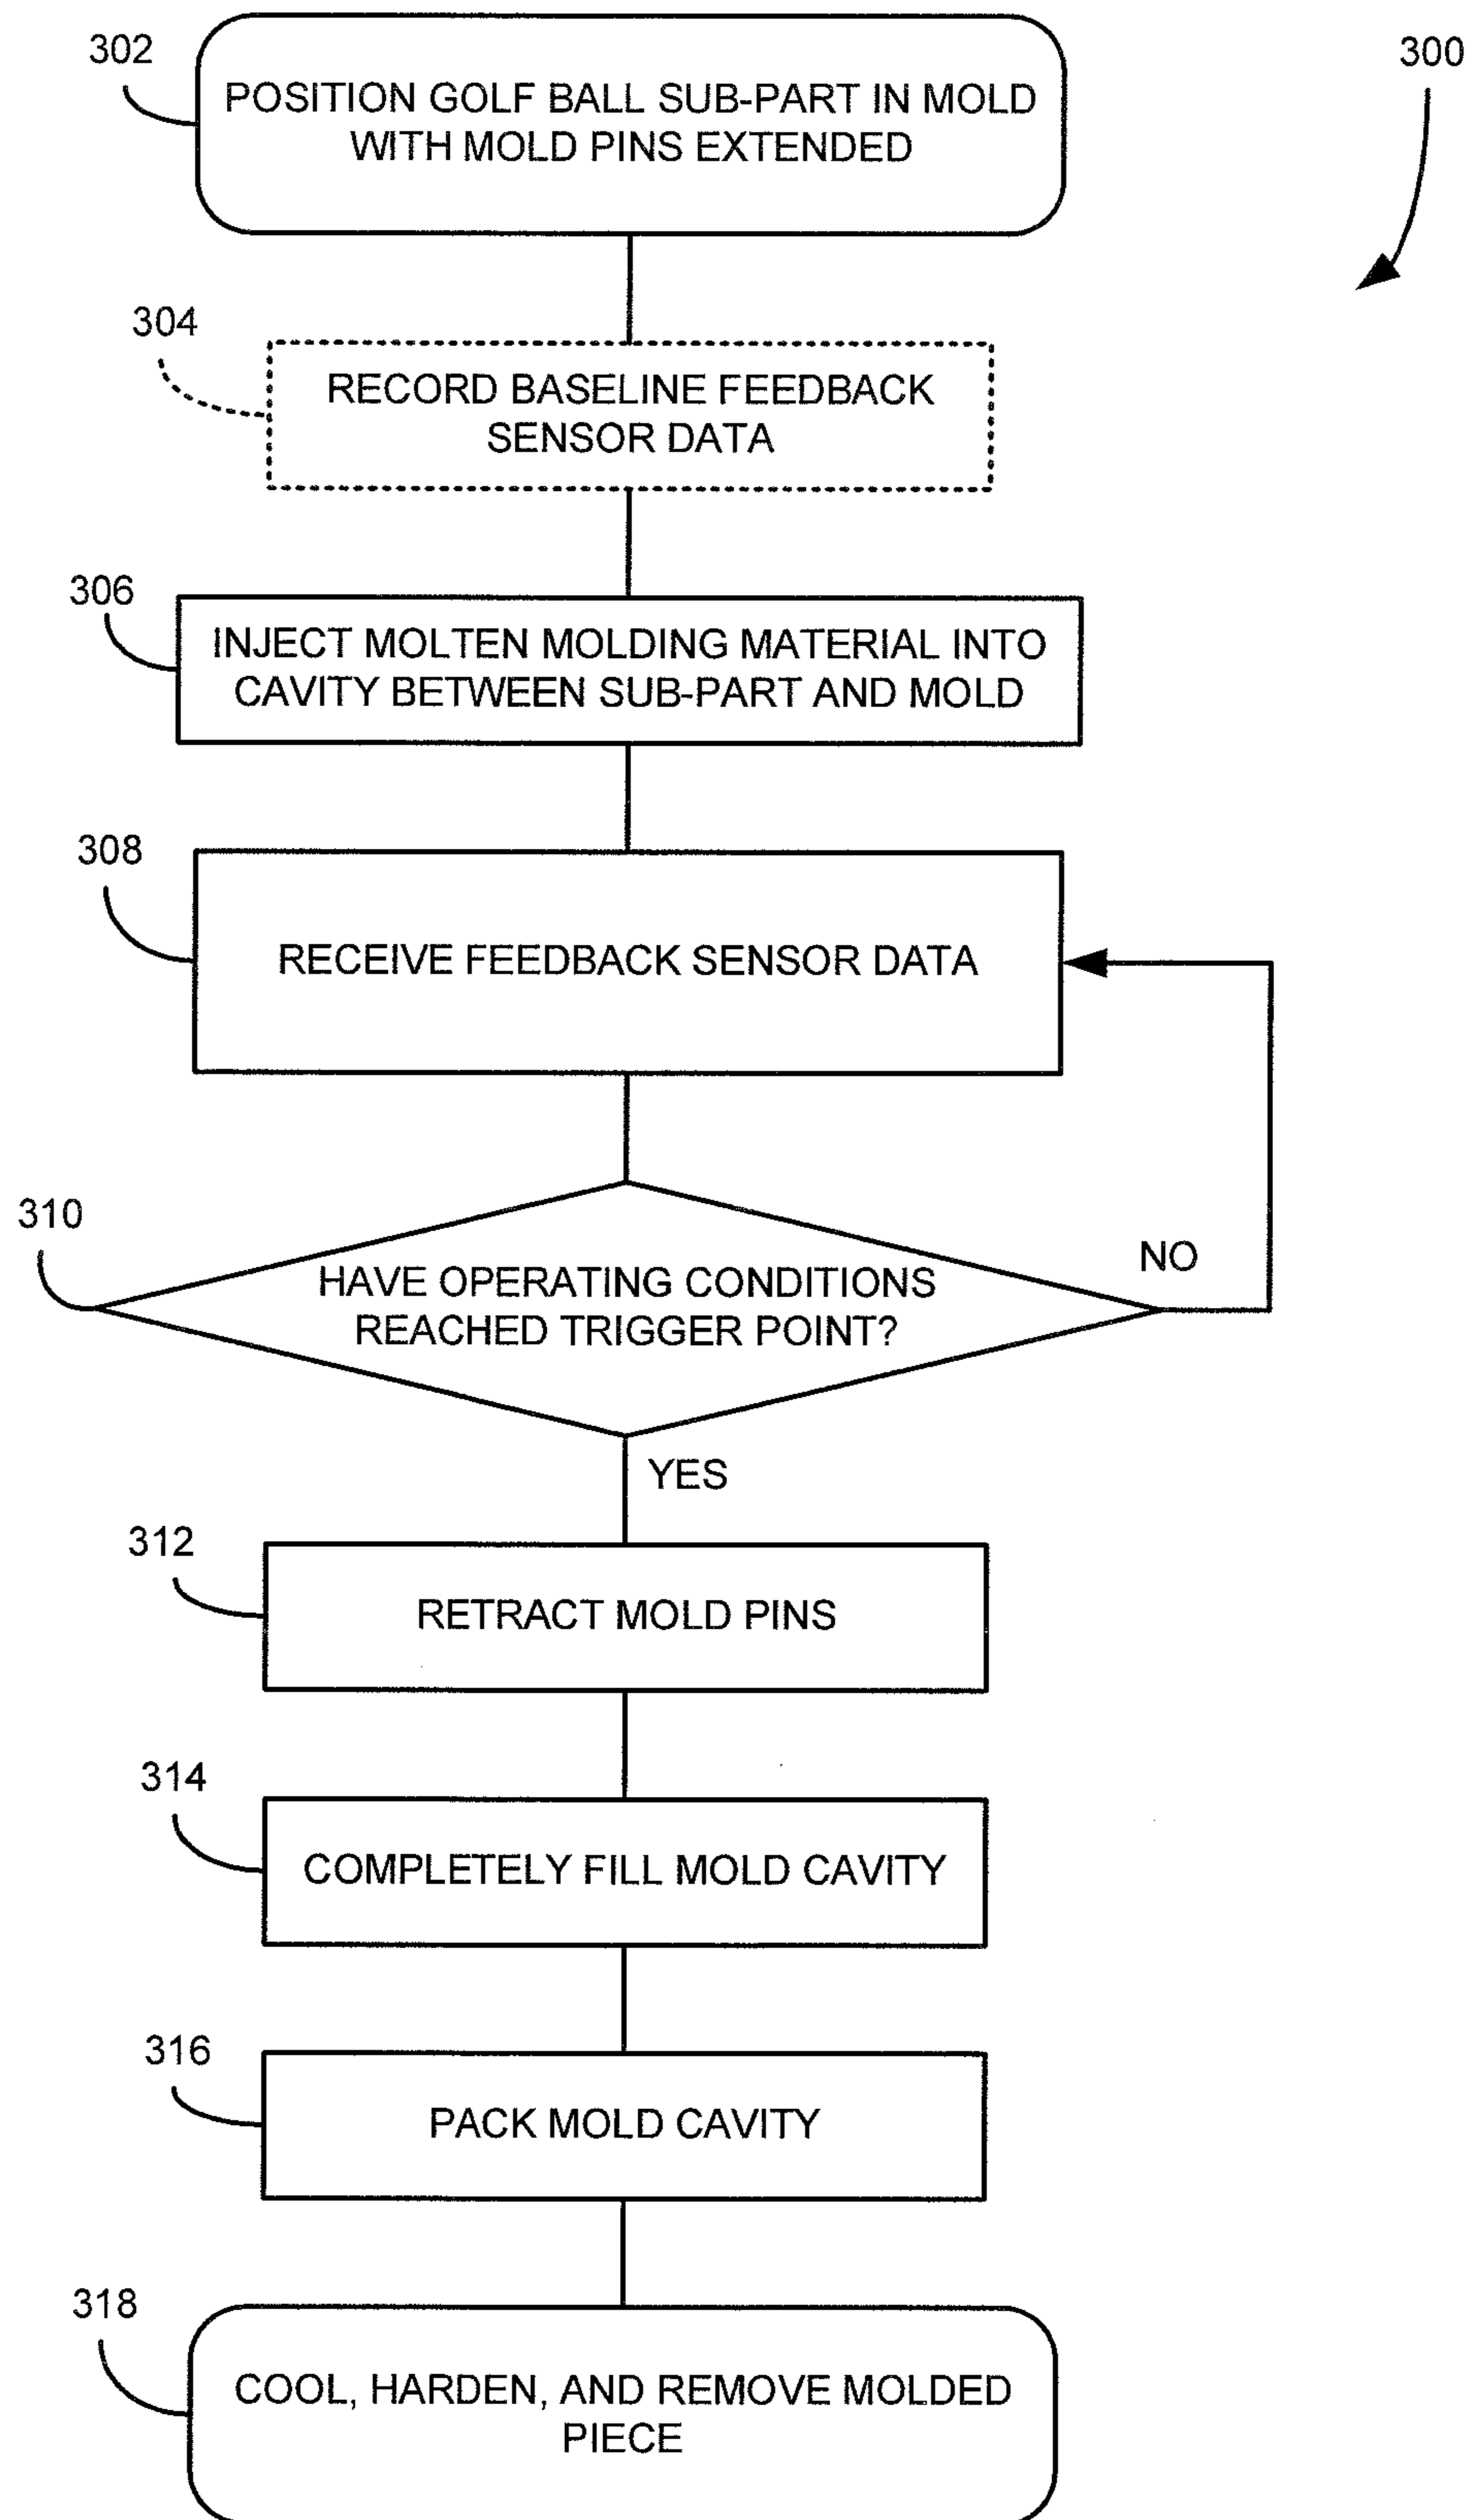 302
300
POSITION GOLF BALL SUB-PART IN MOLD
WITH MOLD PINS EXTENDED
304
RECORD BASELINE FEEDBACK
SENSOR DATA
306
INJECT MOLTEN MOLDING MATERIAL INTO
CAVITY BETWEEN SUB-PART AND MOLD
308
RECEIVE FEEDBACK SENSOR DATA
310
HAVE OPERATING CONDITIONS
REACHED TRIGGER POINT?
NO
YES
312
RETRACT MOLD PINS
314
COMPLETELY FILL MOLD CAVITY
316
PACK MOLD CAVITY
318
COOL, HARDEN, AND REMOVE MOLDED
PIECE